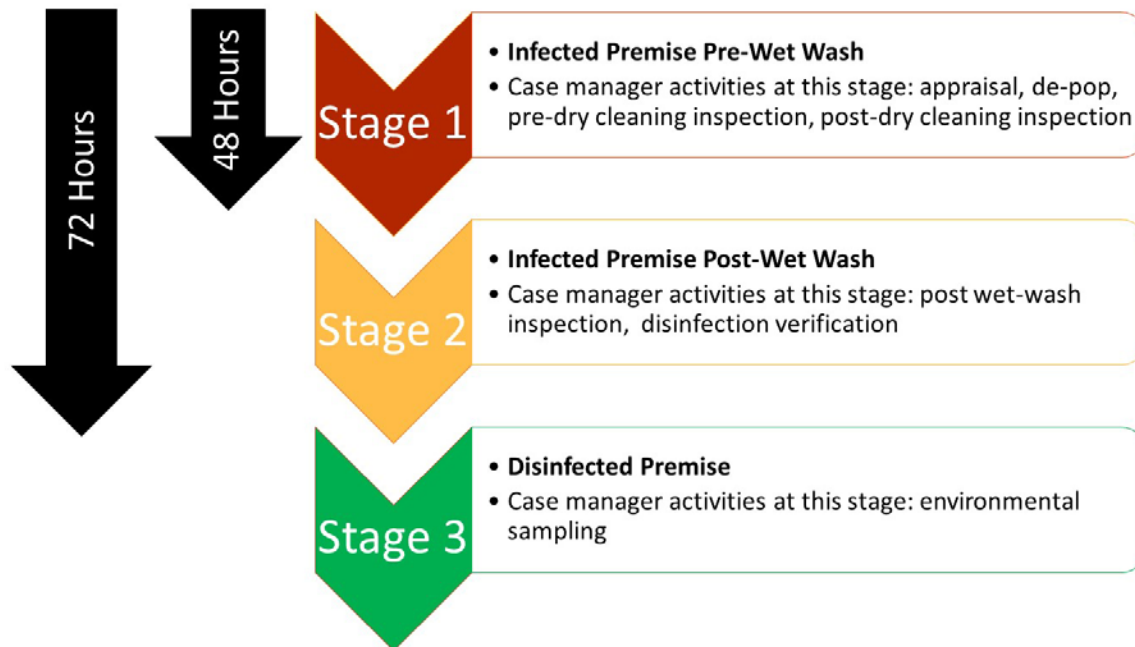 72 Hours
48 Hours
Stage 1
• Infected Premise Pre-Wet Wash
• Case manager activities at this stage: appraisal, de-pop,
pre-dry cleaning inspection, post-dry cleaning inspection
Stage 2
• Infected Premise Post-Wet Wash
• Case manager activities at this stage: post wet-wash
inspection, disinfection verification
Stage 3
• Disinfected Premise
• Case manager activities at this stage: environmental
sampling